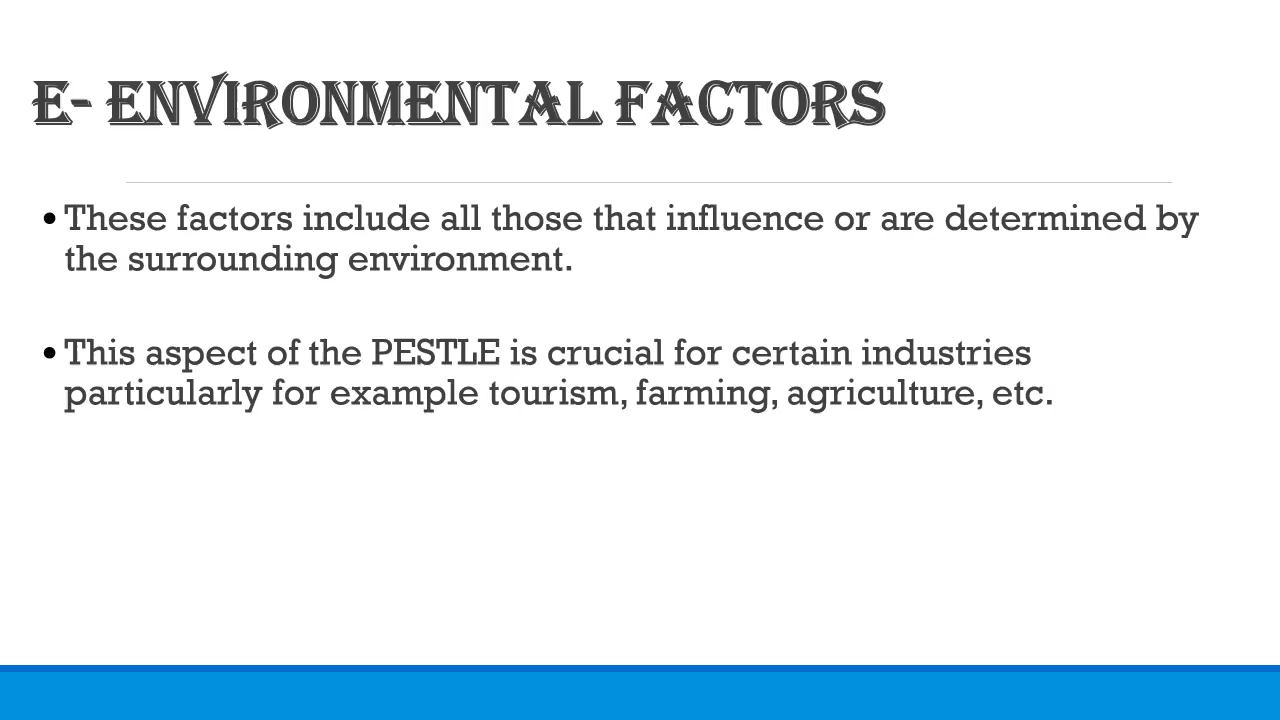 E- ENVIRONMENTAL FACTORS
• These factors include all those that influence or are determined by
the surrounding environment.
• This aspect of the PESTLE is crucial for certain industries
particularly for example tourism, farming, agriculture, etc.